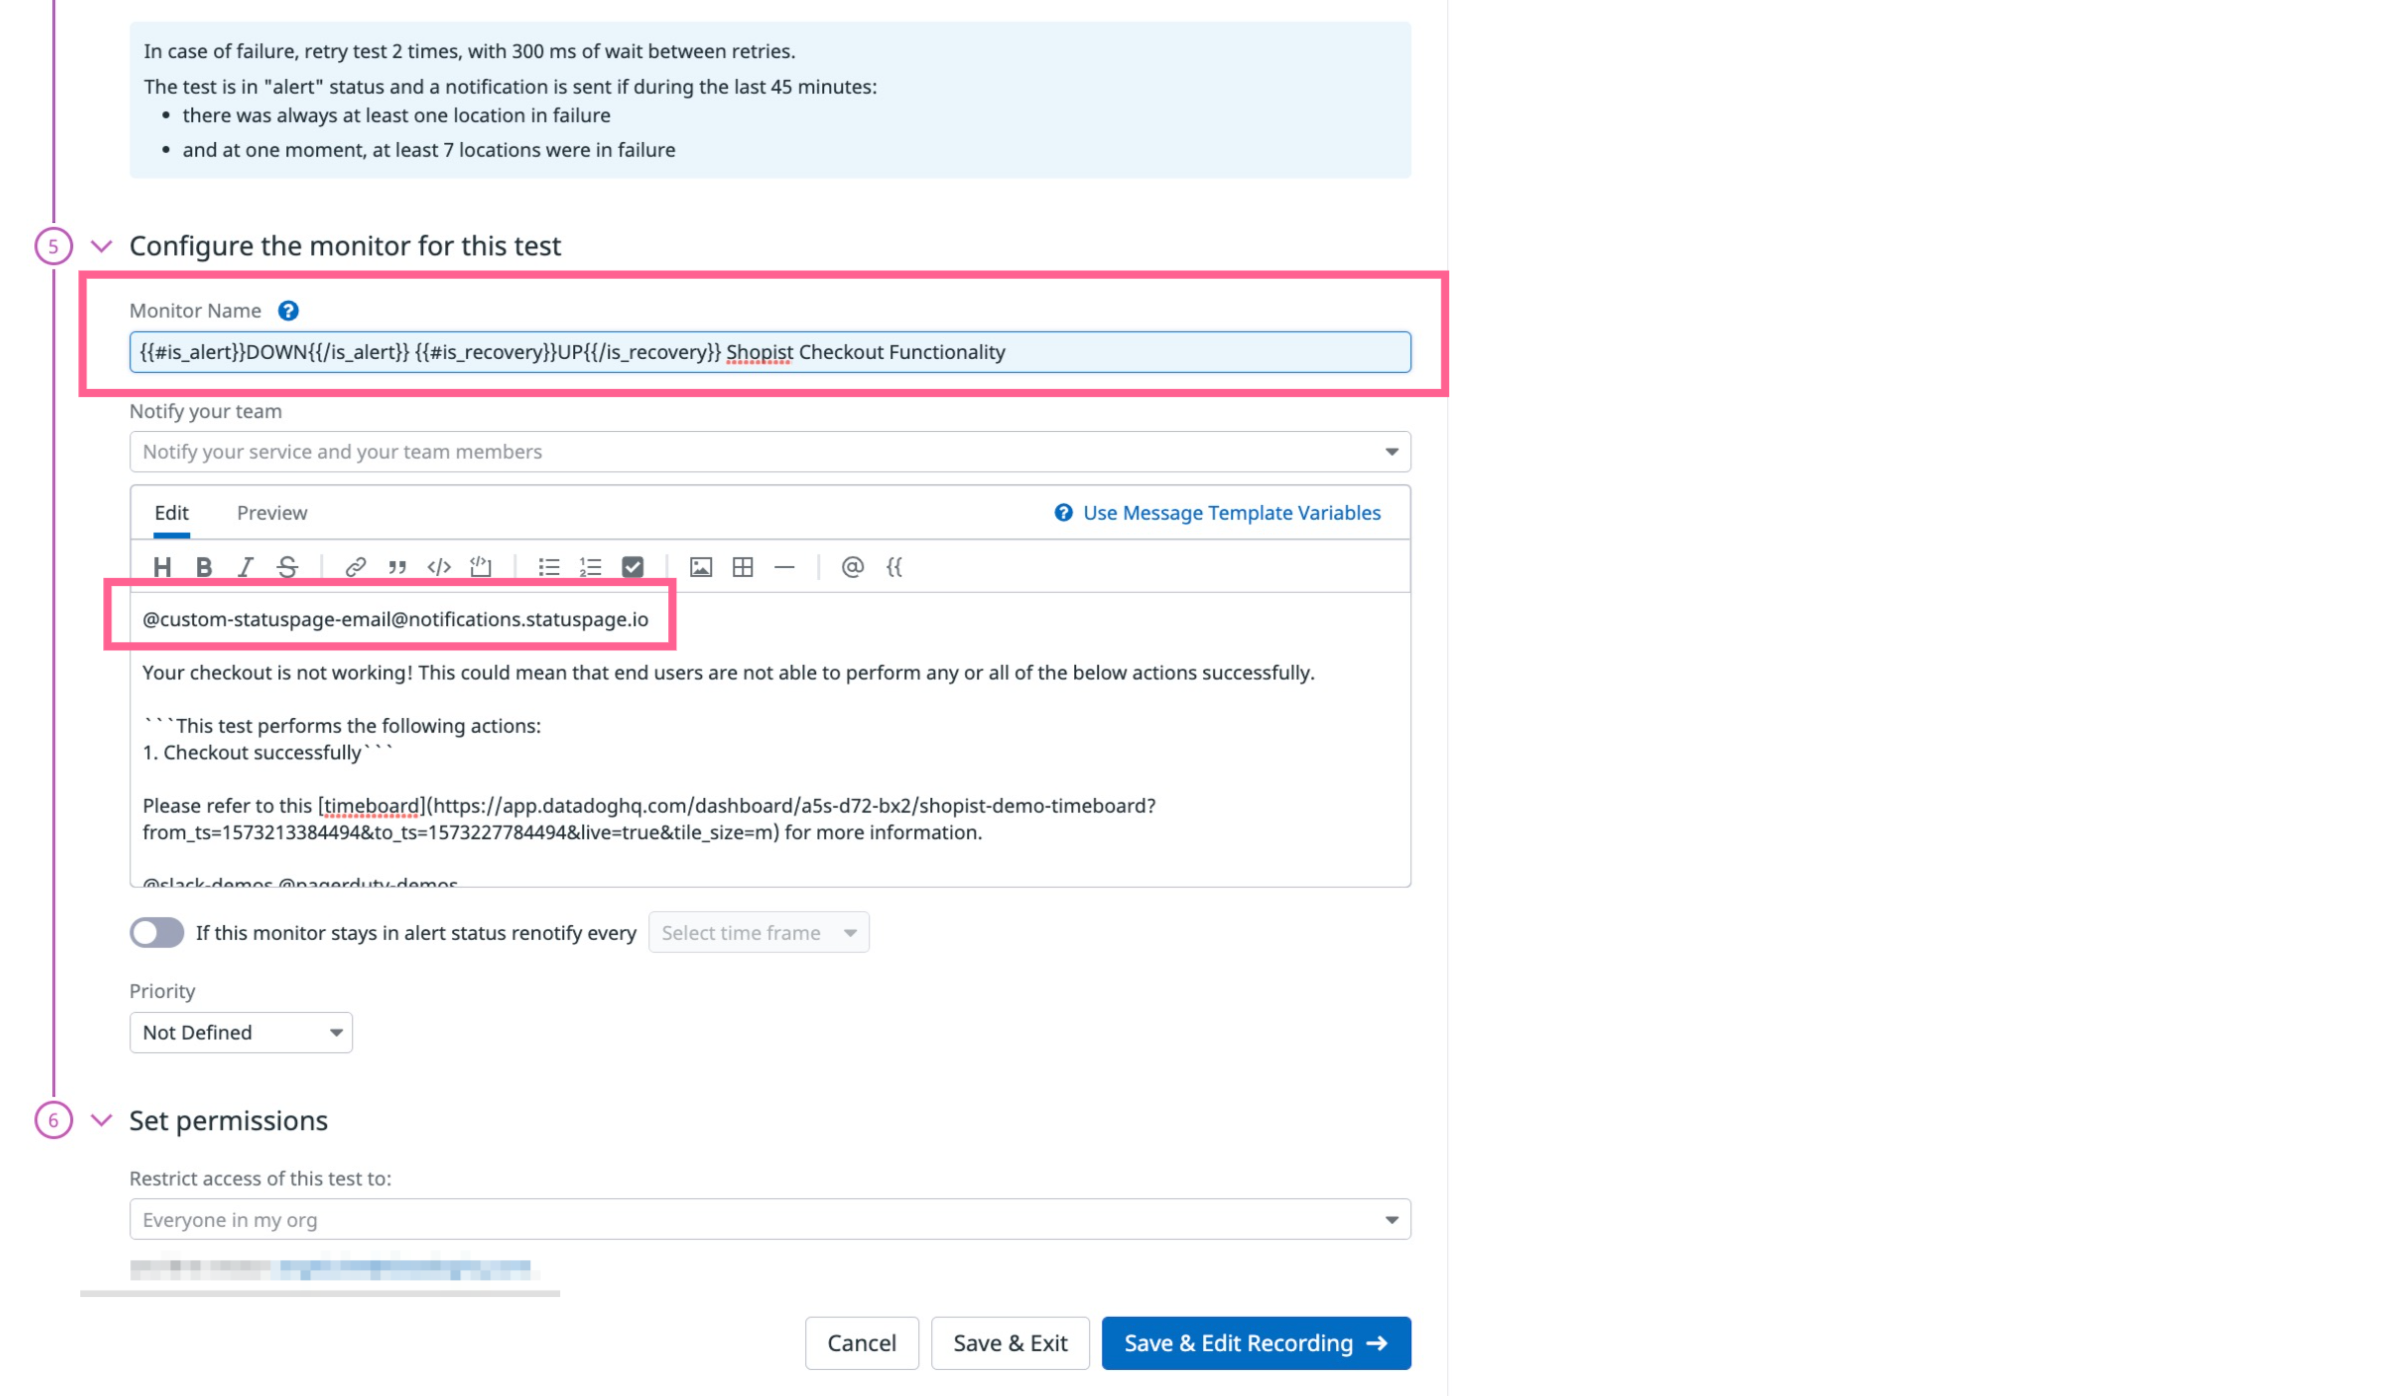 In case of failure, retry test 2 times, with 300 ms of wait between retries.
The test is in "alert" status and a notification is sent if during the last 45 minutes:
• there was always at least one location in failure
• and at one moment, at least 7 locations were in failure
5 Configure the monitor for this test
Monitor Name ?
{{#is_alert}}DOWN{{/is_alert}} {{#is_recovery}}UP{{/is_recovery}} Shopist Checkout Functionality
Notify your team
Notify your service and your team members
Edit Preview ? Use Message Template Variables
H B I S @ {{
@custom-statuspage-email@notifications.statuspage.io
Your checkout is not working! This could mean that end users are not able to perform any or all of the below actions successfully.
```This test performs the following actions:
1. Checkout successfully```
Please refer to this [timeboard](https://app.datadoghq.com/dashboard/a5s-d72-bx2/shopist-demo-timeboard?
from_ts=1573213384494&to_ts=1573227784494&live=true&tile_size=m) for more information.
@slack-demos @pagerduty-demos
If this monitor stays in alert status renotify every Select time frame
Priority
Not Defined
6 Set permissions
Restrict access of this test to:
Everyone in my org
Cancel Save & Exit Save & Edit Recording →